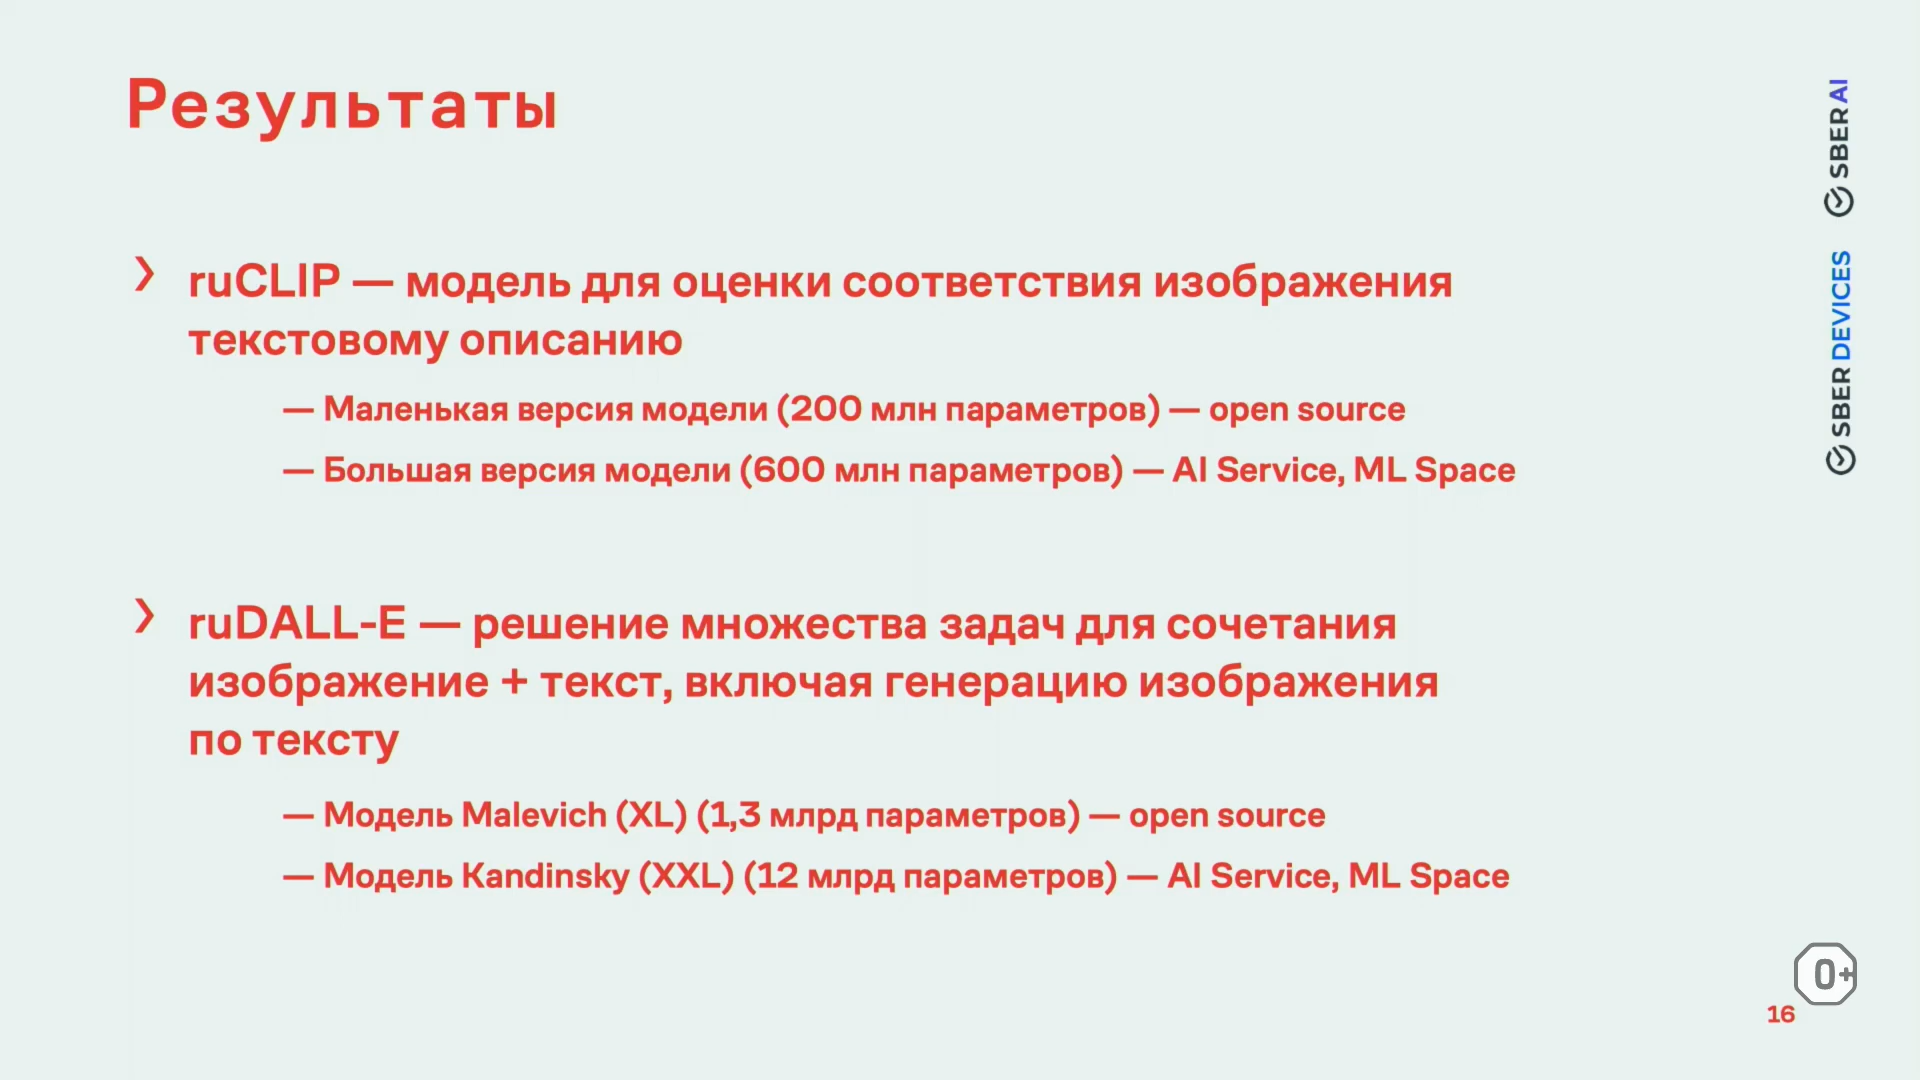 Результаты
❯ ruCLIP — модель для оценки соответствия изображения
текстовому описанию
— Маленькая версия модели (200 млн параметров) — open source
— Большая версия модели (600 млн параметров) — AI Service, ML Space
❯ ruDALL-E — решение множества задач для сочетания
изображение + текст, включая генерацию изображения
по тексту
— Модель Malevich (XL) (1,3 млрд параметров) — open source
— Модель Kandinsky (XXL) (12 млрд параметров) — AI Service, ML Space
SBER AI
SBER DEVICES
0+
16